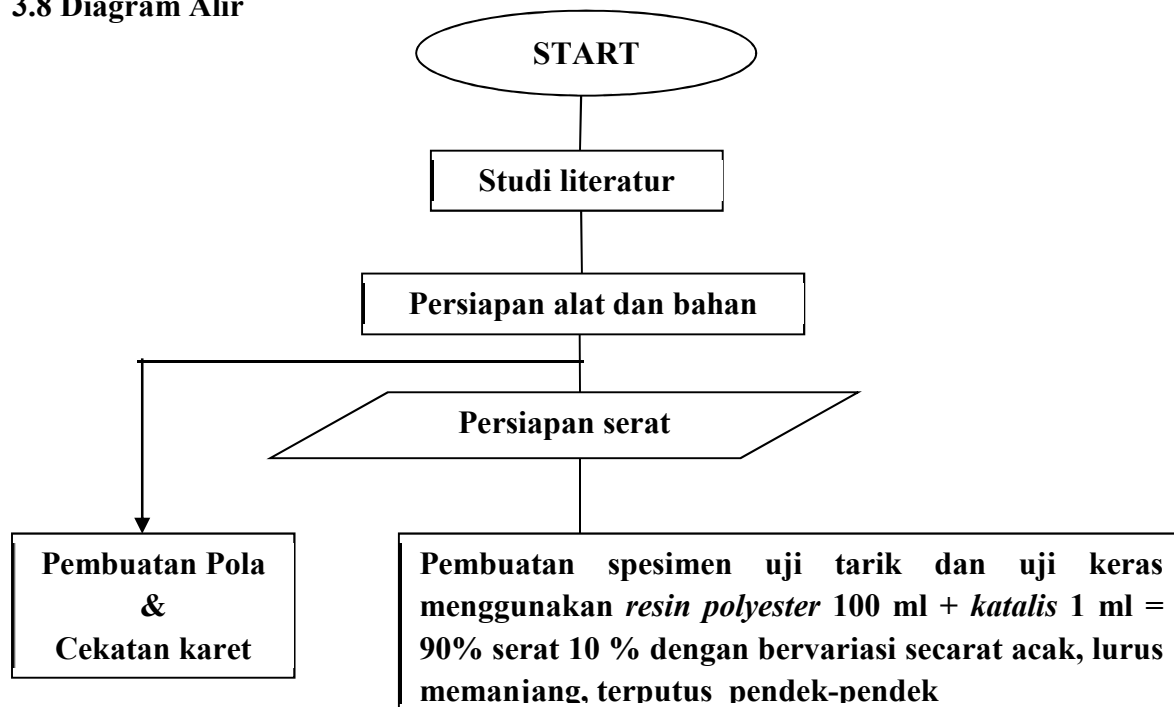 3.8 Diagram Alir
START
Studi literatur
Persiapan alat dan bahan
Persiapan serat
Pembuatan Pola
&
Cekatan karet
Pembuatan spesimen uji tarik dan uji keras
menggunakan resin polyester 100 ml + katalis 1 ml =
90% serat 10 % dengan bervariasi secarat acak, lurus
memanjang, terputus pendek-pendek